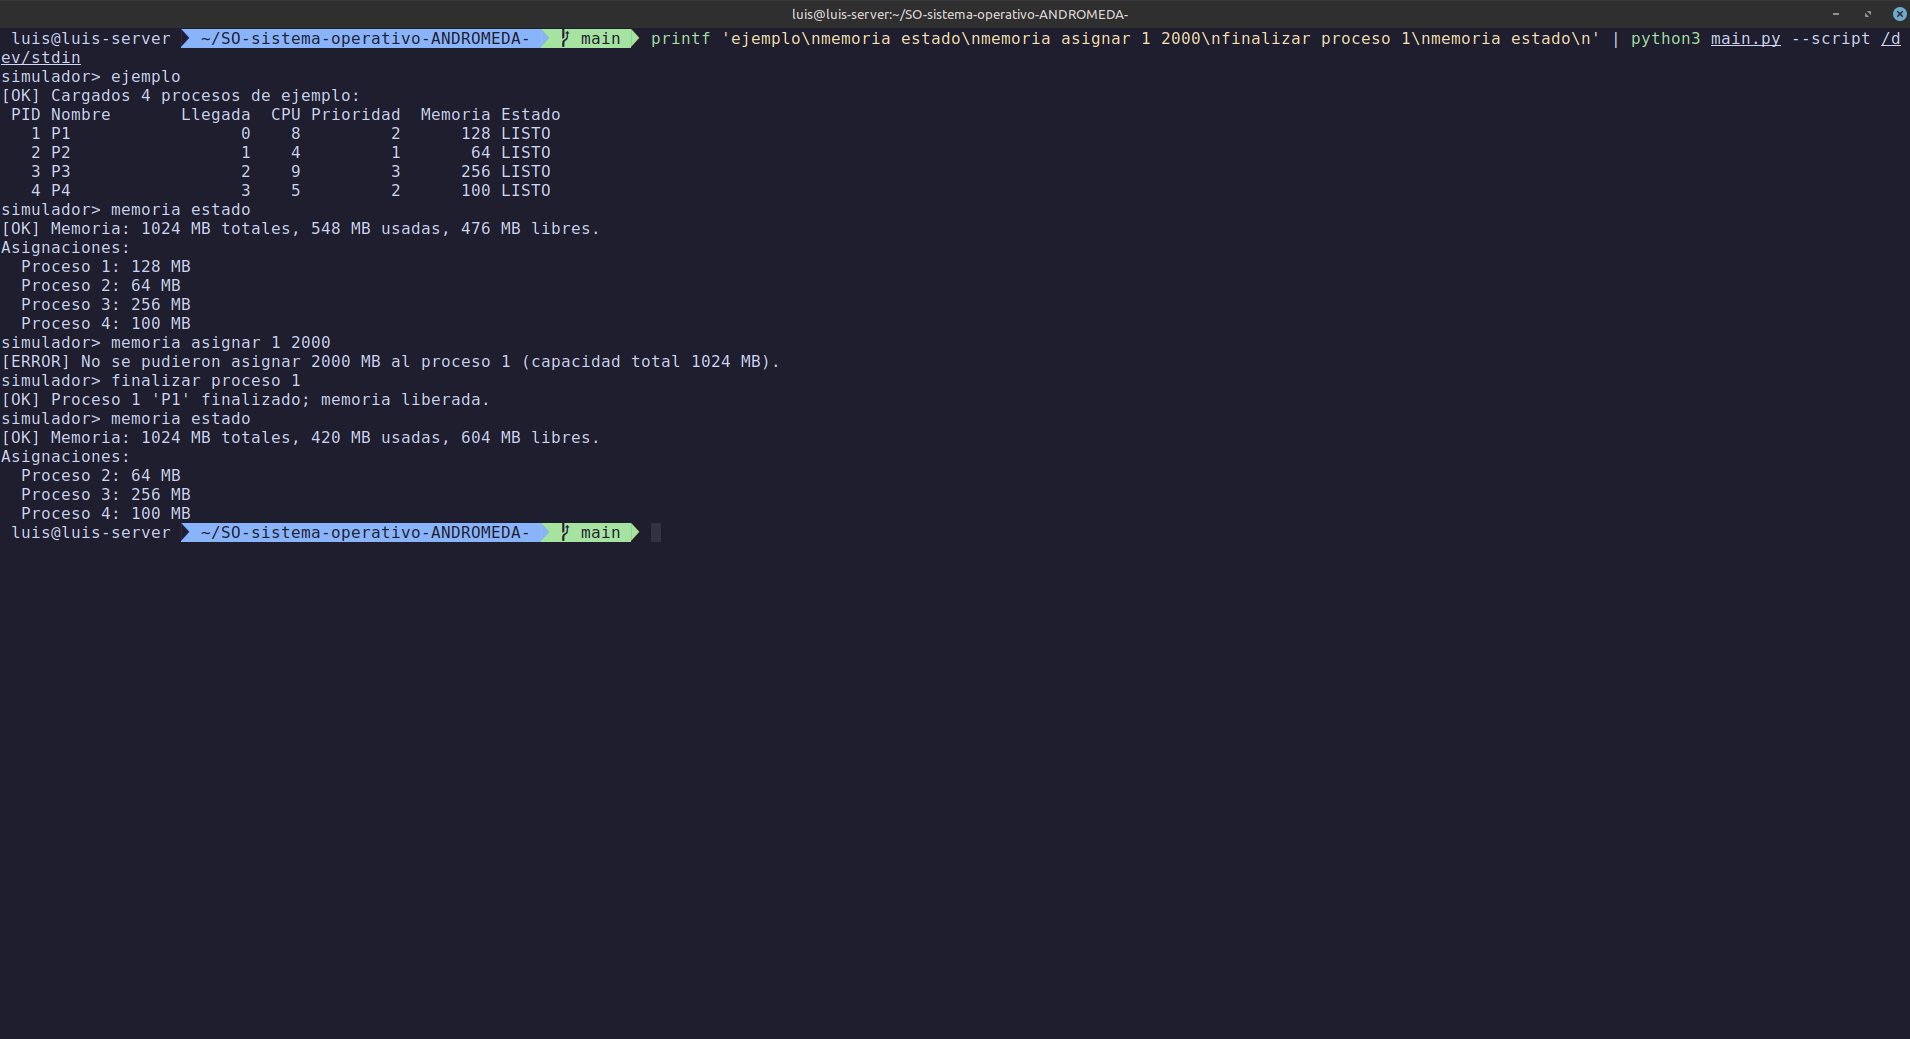 luis@luis-server:~/SO-sistema-operativo-ANDROMEDA-
luis@luis-server ~/SO-sistema-operativo-ANDROMEDA- main printf 'ejemplo\nmemoria estado\nmemoria asignar 1 2000\nfinalizar proceso 1\nmemoria estado\n' | python3 main.py --script /d
ev/stdin
simulador> ejemplo
[OK] Cargados 4 procesos de ejemplo:
 PID Nombre       Llegada  CPU Prioridad  Memoria Estado
   1 P1                 0    8         2      128 LISTO
   2 P2                 1    4         1       64 LISTO
   3 P3                 2    9         3      256 LISTO
   4 P4                 3    5         2      100 LISTO
simulador> memoria estado
[OK] Memoria: 1024 MB totales, 548 MB usadas, 476 MB libres.
Asignaciones:
  Proceso 1: 128 MB
  Proceso 2: 64 MB
  Proceso 3: 256 MB
  Proceso 4: 100 MB
simulador> memoria asignar 1 2000
[ERROR] No se pudieron asignar 2000 MB al proceso 1 (capacidad total 1024 MB).
simulador> finalizar proceso 1
[OK] Proceso 1 'P1' finalizado; memoria liberada.
simulador> memoria estado
[OK] Memoria: 1024 MB totales, 420 MB usadas, 604 MB libres.
Asignaciones:
  Proceso 2: 64 MB
  Proceso 3: 256 MB
  Proceso 4: 100 MB
luis@luis-server ~/SO-sistema-operativo-ANDROMEDA- main